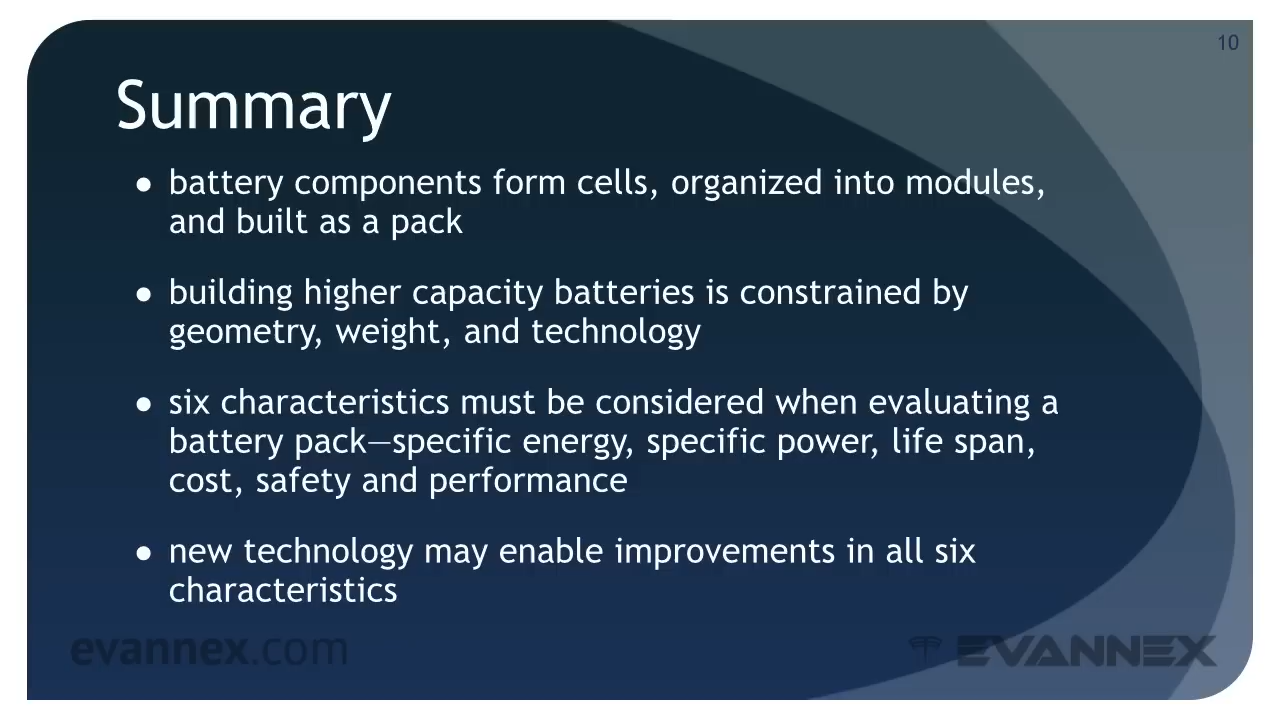 10
Summary
● battery components form cells, organized into modules,
and built as a pack
● building higher capacity batteries is constrained by
geometry, weight, and technology
● six characteristics must be considered when evaluating a
battery pack—specific energy, specific power, life span,
cost, safety and performance
● new technology may enable improvements in all six
characteristics
evannex.com
EVANNEX